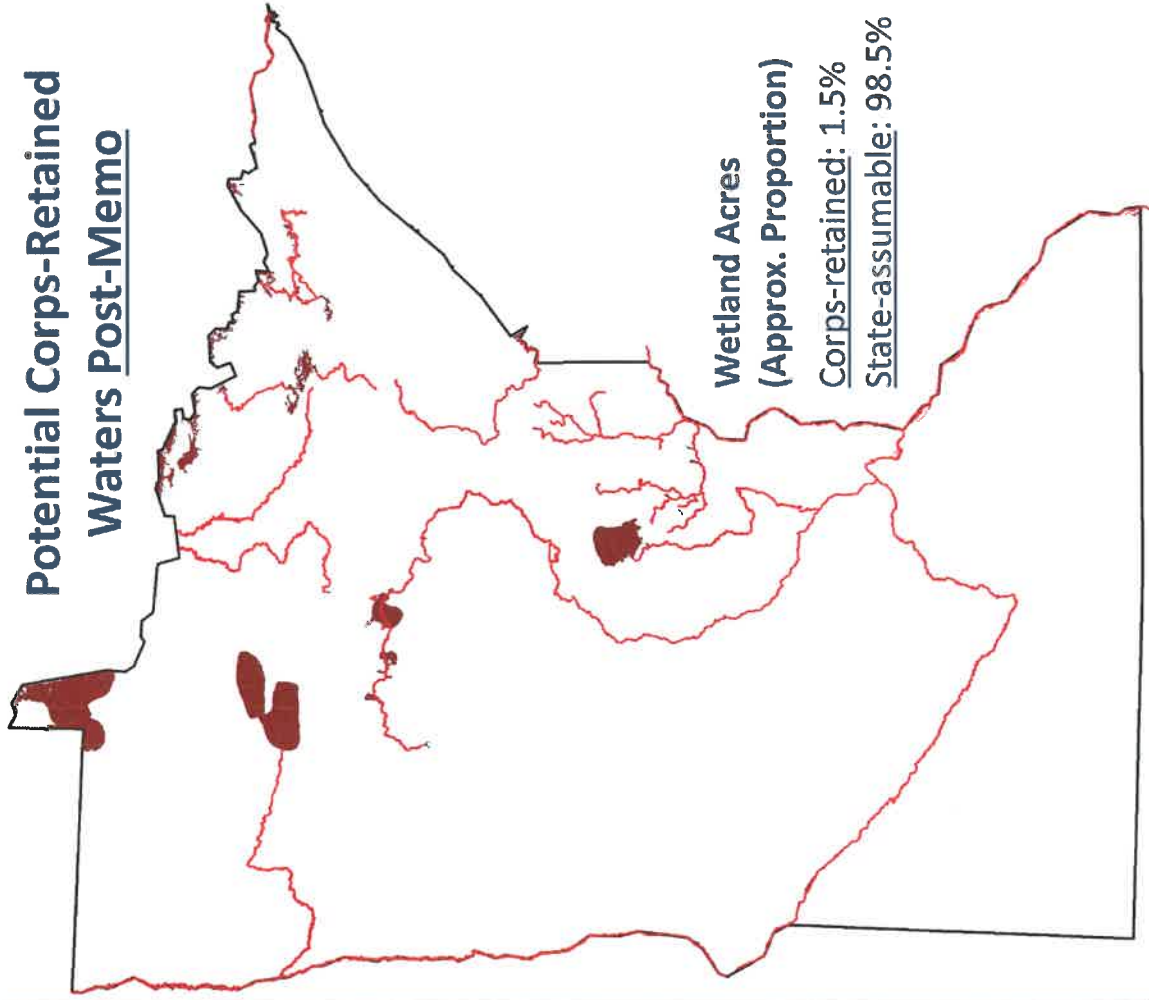 Potential Corps-Retained
Waters Post-Memo
Wetland Acres
(Approx. Proportion)
Corps-retained: 1.5%
State-assumable: 98.5%